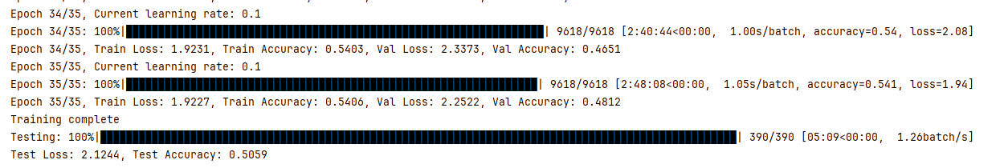 Epoch 34/35, Current learning rate: 0.1
Epoch 34/35: 100%|██████████| 9618/9618 [2:40:44<00:00,  1.00s/batch, accuracy=0.54, loss=2.08]
Epoch 34/35, Train Loss: 1.9231, Train Accuracy: 0.5403, Val Loss: 2.3373, Val Accuracy: 0.4651
Epoch 35/35, Current learning rate: 0.1
Epoch 35/35: 100%|██████████| 9618/9618 [2:48:08<00:00,  1.05s/batch, accuracy=0.541, loss=1.94]
Epoch 35/35, Train Loss: 1.9227, Train Accuracy: 0.5406, Val Loss: 2.2522, Val Accuracy: 0.4812
Training complete
Testing: 100%|██████████| 390/390 [05:09<00:00,  1.26batch/s]
Test Loss: 2.1244, Test Accuracy: 0.5059